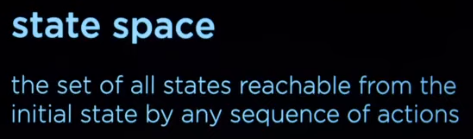 state space
the set of all states reachable from the
initial state by any sequence of actions